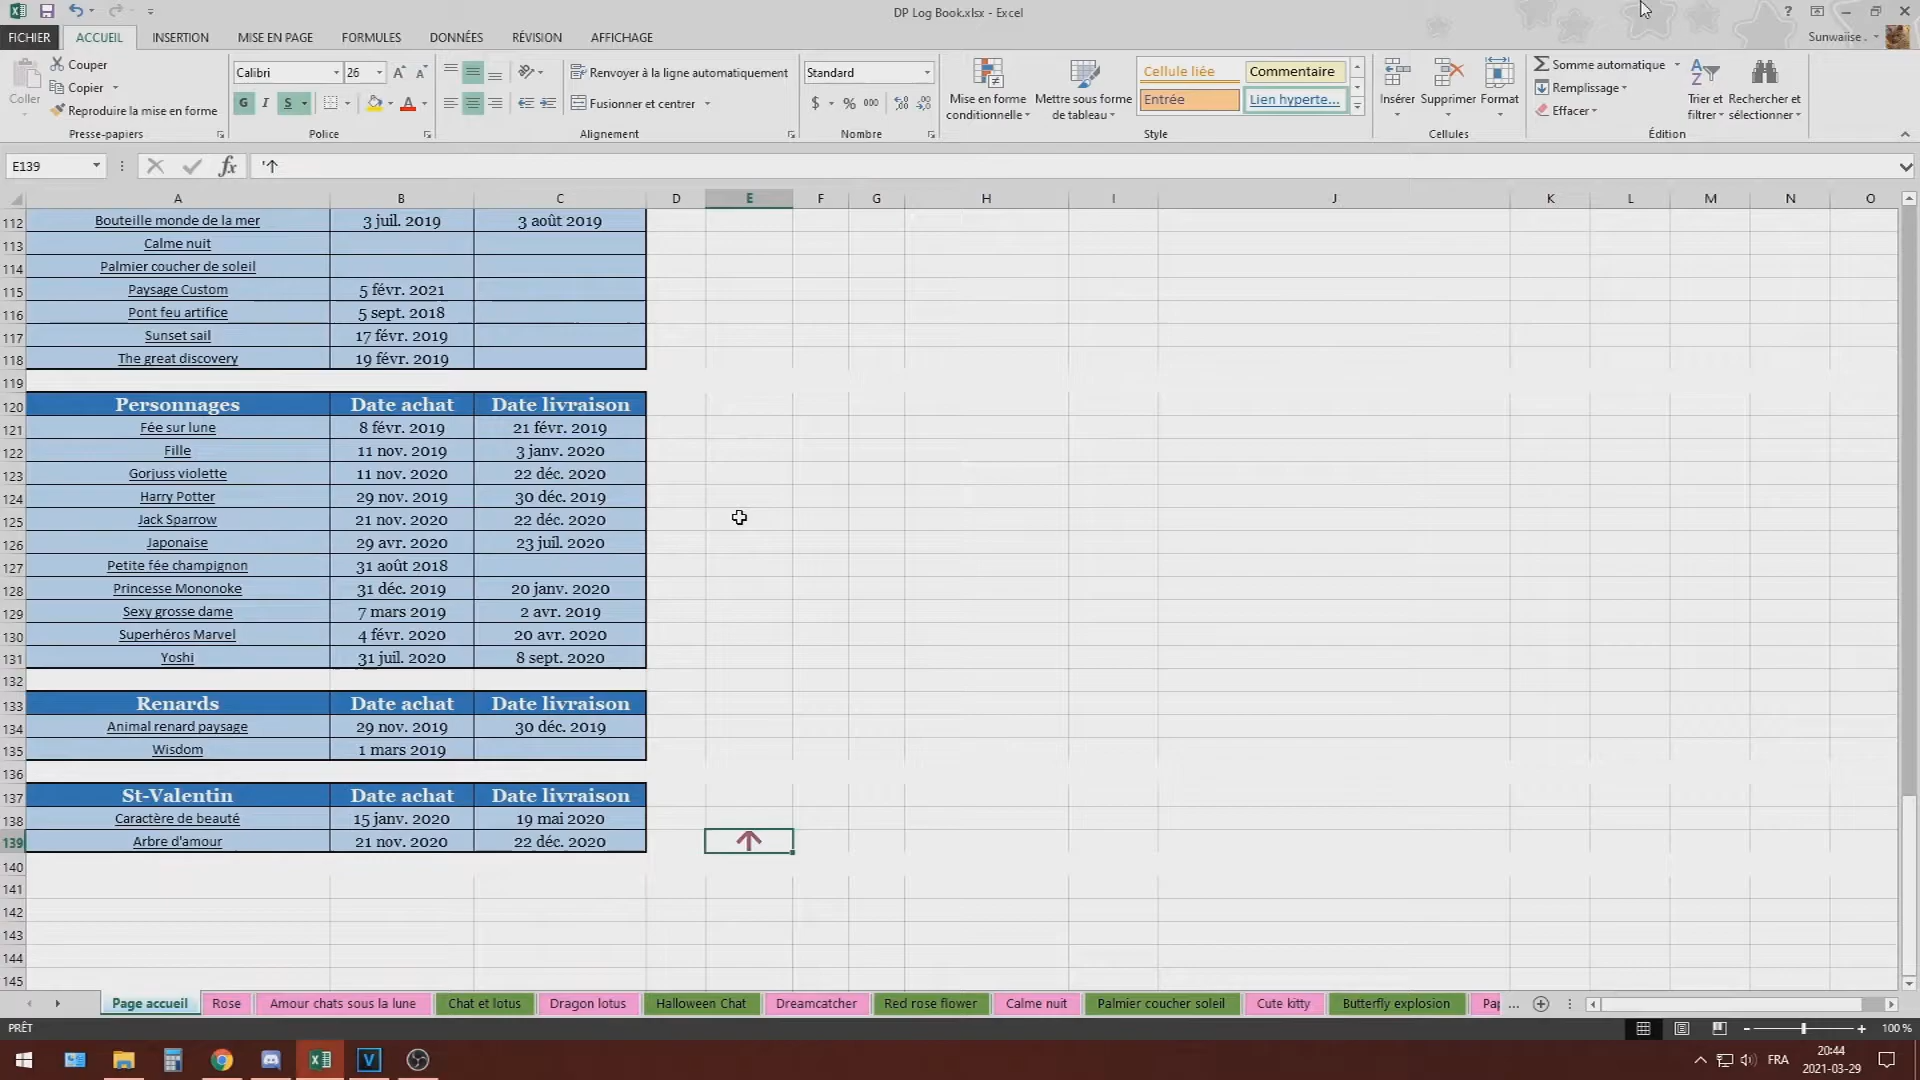 DP Log Book.xlsx - Excel
?
FICHIER ACCUEIL INSERTION MISE EN PAGE FORMULES DONNÉES RÉVISION AFFICHAGE Sunwaiise .
Coller
Couper
Copier
Reproduire la mise en forme
Presse-papiers
Calibri 26
G I S
Police
Renvoyer à la ligne automatiquement
Fusionner et centrer
Alignement
Standard
$ % 000
Nombre
Mise en forme conditionnelle
Mettre sous forme de tableau
Cellule liée Commentaire
Entrée Lien hyperte...
Style
Insérer Supprimer Format
Cellules
Somme automatique
Remplissage
Effacer
Trier et filtrer
Rechercher et sélectionner
Édition
E139 fx '↑
A B C D E F G H I J K L M N O
112 Bouteille monde de la mer 3 juil. 2019 3 août 2019
113 Calme nuit
114 Palmier coucher de soleil
115 Paysage Custom 5 févr. 2021
116 Pont feu artifice 5 sept. 2018
117 Sunset sail 17 févr. 2019
118 The great discovery 19 févr. 2019
119
120 Personnages Date achat Date livraison
121 Fée sur lune 8 févr. 2019 21 févr. 2019
122 Fille 11 nov. 2019 3 janv. 2020
123 Gorjuss violette 11 nov. 2020 22 déc. 2020
124 Harry Potter 29 nov. 2019 30 déc. 2019
125 Jack Sparrow 21 nov. 2020 22 déc. 2020
126 Japonaise 29 avr. 2020 23 juil. 2020
127 Petite fée champignon 31 août 2018
128 Princesse Mononoke 31 déc. 2019 20 janv. 2020
129 Sexy grosse dame 7 mars 2019 2 avr. 2019
130 Superhéros Marvel 4 févr. 2020 20 avr. 2020
131 Yoshi 31 juil. 2020 8 sept. 2020
132
133 Renards Date achat Date livraison
134 Animal renard paysage 29 nov. 2019 30 déc. 2019
135 Wisdom 1 mars 2019
136
137 St-Valentin Date achat Date livraison
138 Caractère de beauté 15 janv. 2020 19 mai 2020
139 Arbre d'amour 21 nov. 2020 22 déc. 2020 ↑
140
141
142
143
144
145
Page accueil Rose Amour chats sous la lune Chat et lotus Dragon lotus Halloween Chat Dreamcatcher Red rose flower Calme nuit Palmier coucher soleil Cute kitty Butterfly explosion Pap ...
PRÊT 100 %
FRA 20:44
2021-03-29